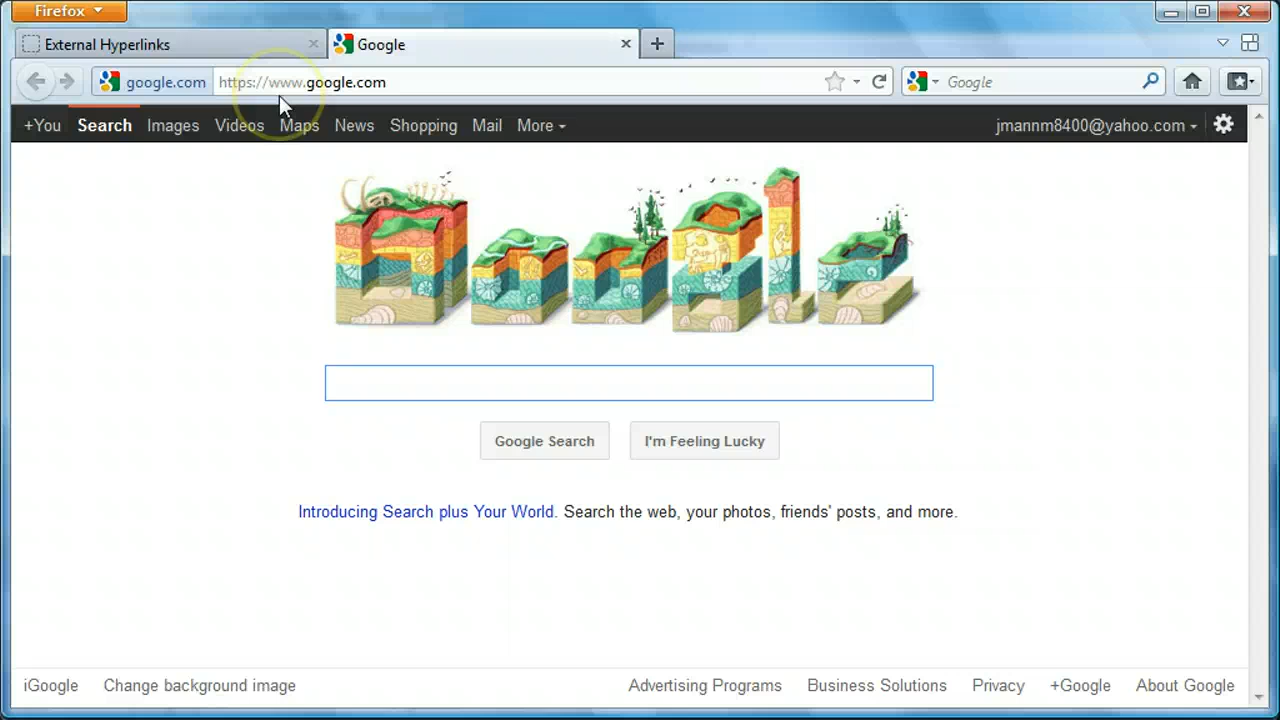 Firefox
External Hyperlinks
Google
google.com https://www.google.com
Google
+You Search Images Videos Maps News Shopping Mail More
jmannm8400@yahoo.com
Google Search
I'm Feeling Lucky
Introducing Search plus Your World. Search the web, your photos, friends' posts, and more.
iGoogle Change background image Advertising Programs Business Solutions Privacy +Google About Google